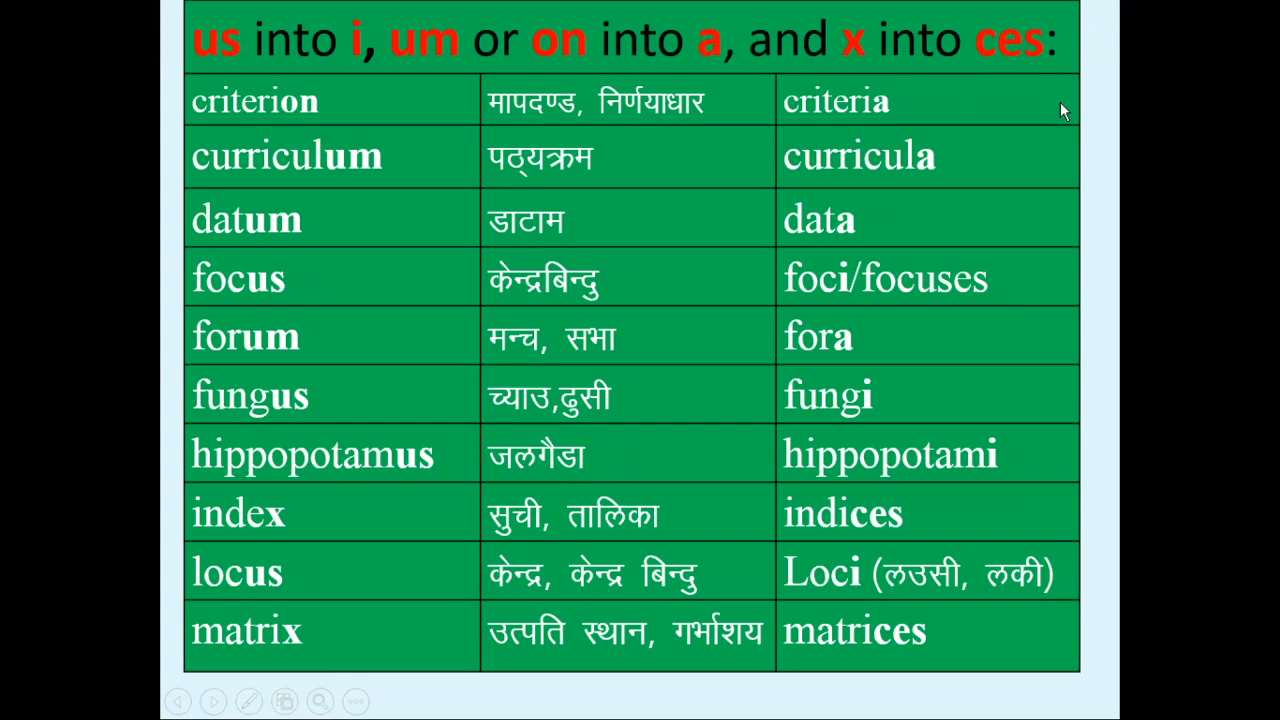 us into i, um or on into a, and x into ces:
criterion मापदण्ड, निर्णयाधार criteria
curriculum पठ्यक्रम curricula
datum डाटाम data
focus केन्द्रबिन्दु foci/focuses
forum मन्च, सभा fora
fungus च्याउ,ढुसी fungi
hippopotamus जलगैडा hippopotami
index सुची, तालिका indices
locus केन्द्र, केन्द्र बिन्दु Loci (लउसी, लकी)
matrix उत्पति स्थान, गर्भाशय matrices